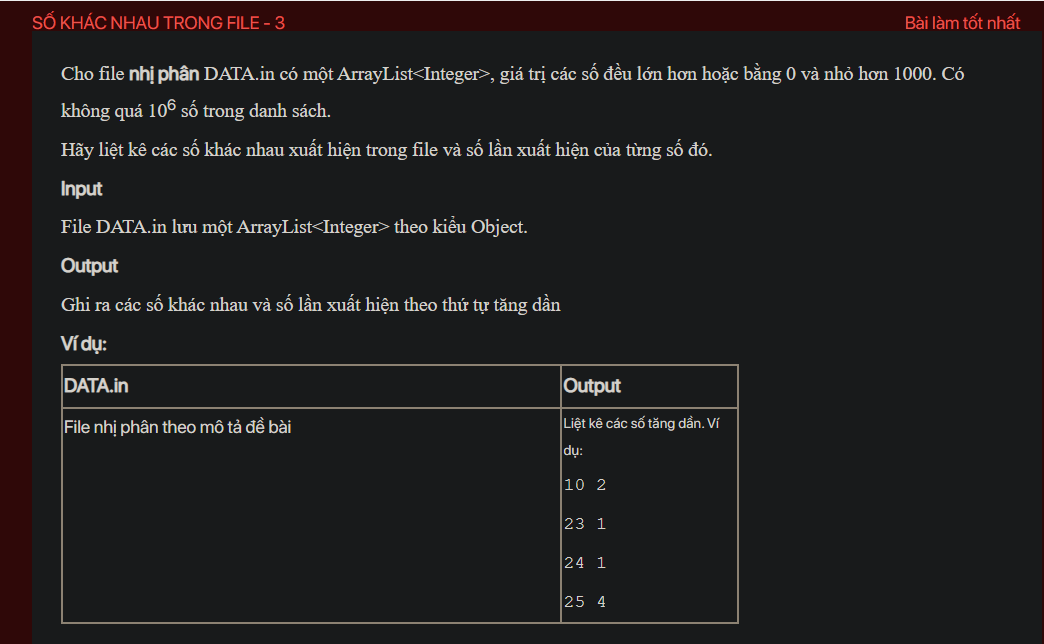 SỐ KHÁC NHAU TRONG FILE - 3
Bài làm tốt nhất
Cho file nhị phân DATA.in có một ArrayList<Integer>, giá trị các số đều lớn hơn hoặc bằng 0 và nhỏ hơn 1000. Có
không quá 10⁶ số trong danh sách.
Hãy liệt kê các số khác nhau xuất hiện trong file và số lần xuất hiện của từng số đó.
Input
File DATA.in lưu một ArrayList<Integer> theo kiểu Object.
Output
Ghi ra các số khác nhau và số lần xuất hiện theo thứ tự tăng dần
Ví dụ:
DATA.in
Output
File nhị phân theo mô tả đề bài
Liệt kê các số tăng dần. Ví
dụ:
10 2
23 1
24 1
25 4